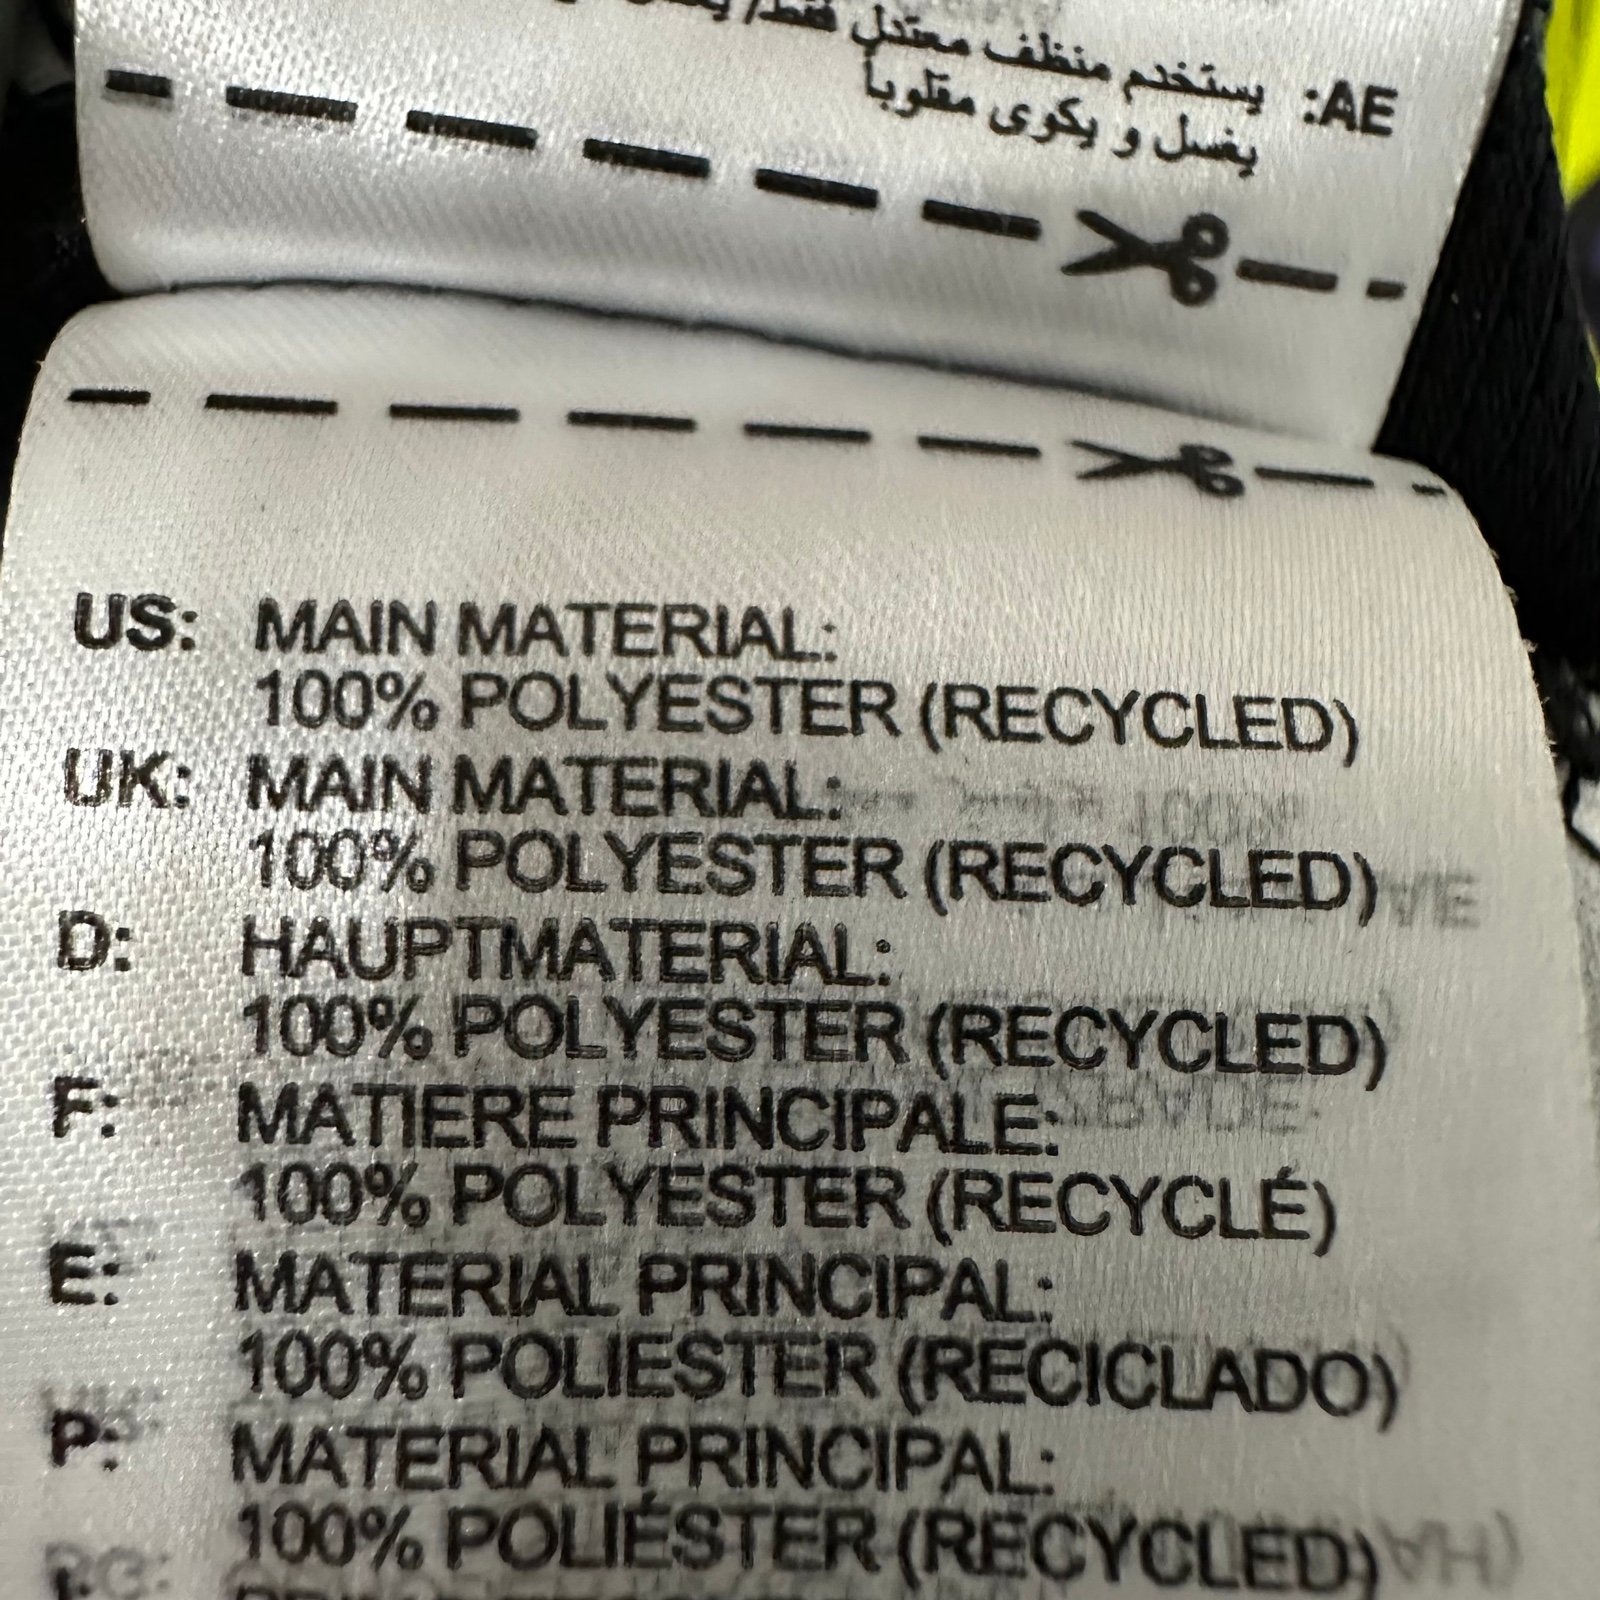 AE: يستخدم منظف معتدل فقط/
يغسل و يكوى مقلوباً
US: MAIN MATERIAL:
100% POLYESTER (RECYCLED)
UK: MAIN MATERIAL:
100% POLYESTER (RECYCLED)
D: HAUPTMATERIAL:
100% POLYESTER (RECYCLED)
F: MATIERE PRINCIPALE:
100% POLYESTER (RECYCLÉ)
E: MATERIAL PRINCIPAL:
100% POLIESTER (RECICLADO)
P: MATERIAL PRINCIPAL:
100% POLIÉSTER (RECYCLED)